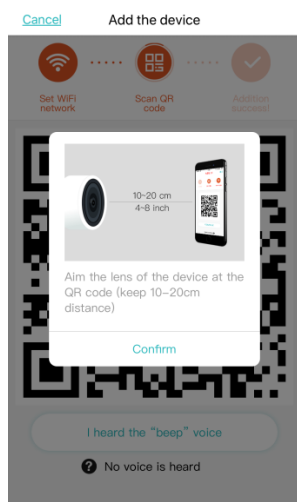 Cancel Add the device
Set WiFi network
Scan QR code
Addition success!
10-20 cm
4-8 inch
Aim the lens of the device at the
QR code (keep 10-20cm
distance)
Confirm
I heard the "beep" voice
? No voice is heard